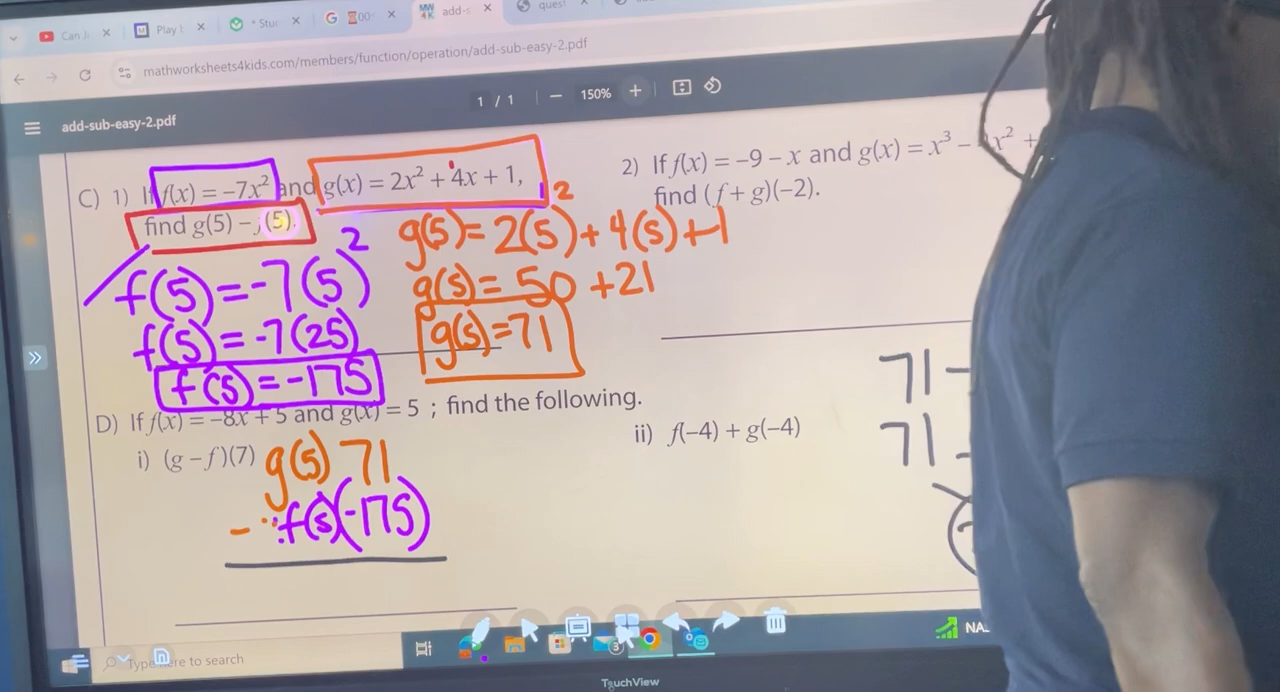 Play
Stur
add-s
quest
mathworksheets4kids.com/members/function/operation/add-sub-easy-2.pdf
add-sub-easy-2.pdf
1 / 1
150%
C) 1) If f(x) = −7x² and g(x) = 2x² + 4x + 1,
find g(5) − f(5).
f(5) = -7(5)²
f(5) = -7(25)
f(5) = -175
g(5) = 2(5)² + 4(5) + 1
g(5) = 50 + 21
g(5) = 71
2) If f(x) = −9 − x and g(x) = x³ −
x² +
find (f + g)(−2).
71 -
71 -
D) If f(x) = −8x + 5 and g(x) = 5 ; find the following.
i) (g − f)(7)
g(5) 71
- f(5)(-175)
ii) f(−4) + g(−4)
Type here to search
3
TouchView